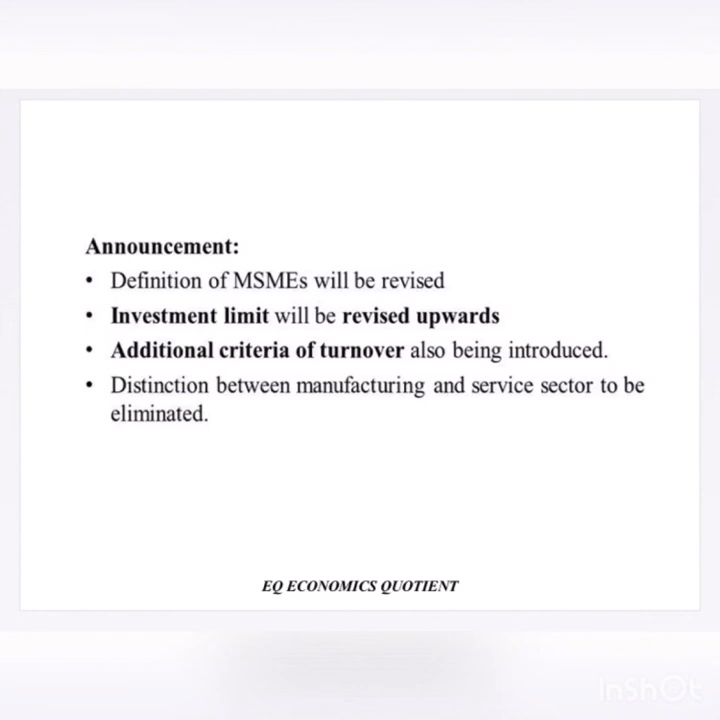 Announcement:
• Definition of MSMEs will be revised
• Investment limit will be revised upwards
• Additional criteria of turnover also being introduced.
• Distinction between manufacturing and service sector to be
eliminated.
EQ ECONOMICS QUOTIENT
InShOt